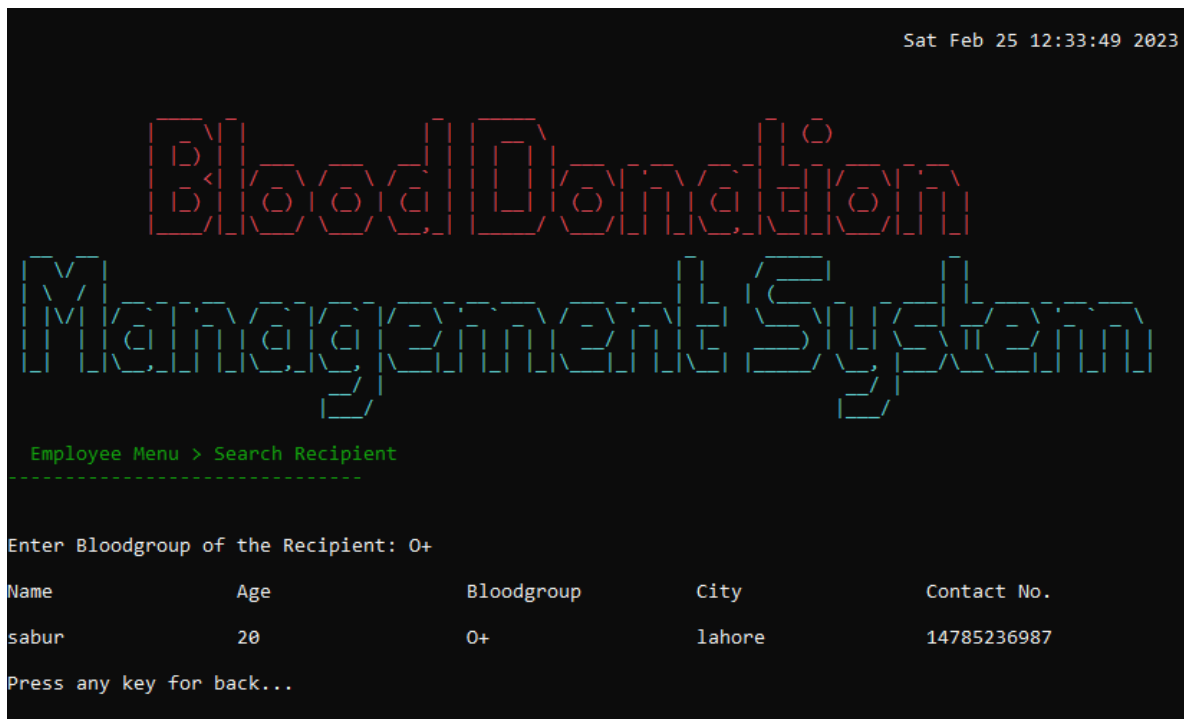 Sat Feb 25 12:33:49 2023
Blood Donation
Management System
Employee Menu > Search Recipient
-------------------------------
Enter Bloodgroup of the Recipient: O+
Name Age Bloodgroup City Contact No.
sabur 20 O+ lahore 14785236987
Press any key for back...